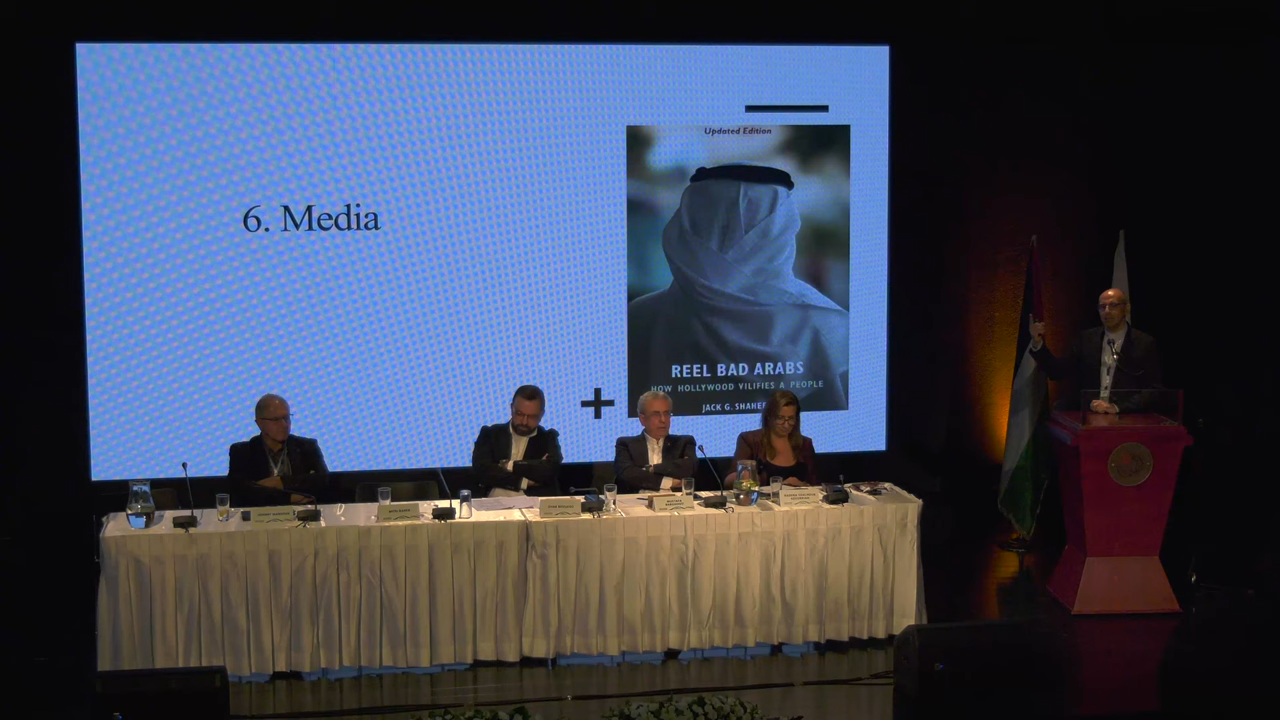 Updated Edition
6. Media
REEL BAD ARABS
HOW HOLLYWOOD VILIFIES A PEOPLE
JACK G. SHAHEEN